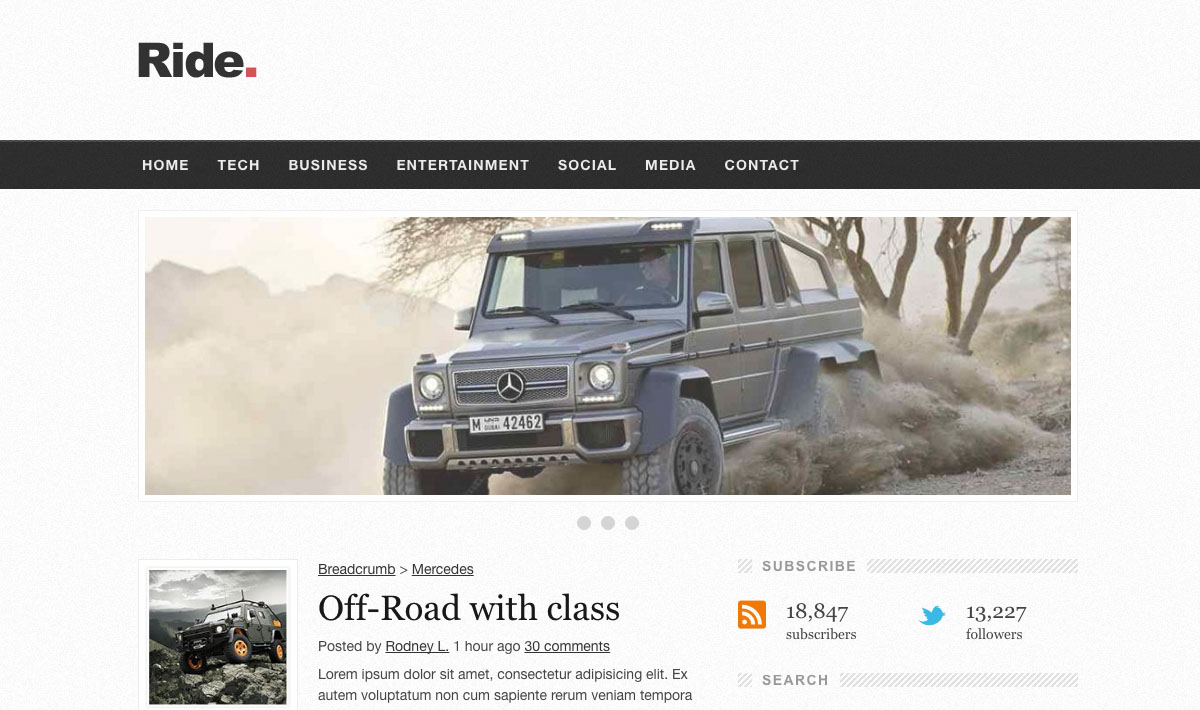 Ride.
HOME TECH BUSINESS ENTERTAINMENT SOCIAL MEDIA CONTACT
M DUBAI 42462
Breadcrumb > Mercedes
Off-Road with class
Posted by Rodney L. 1 hour ago 30 comments
Lorem ipsum dolor sit amet, consectetur adipisicing elit. Ex
autem voluptatum non cum sapiente rerum veniam tempora
SUBSCRIBE
18,847
subscribers
13,227
followers
SEARCH